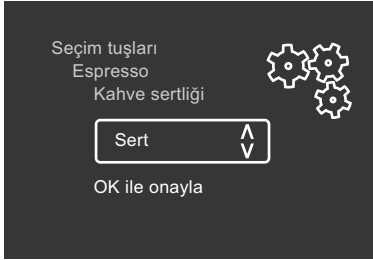 Seçim tuşları
Espresso
Kahve sertliği
Sert
OK ile onayla